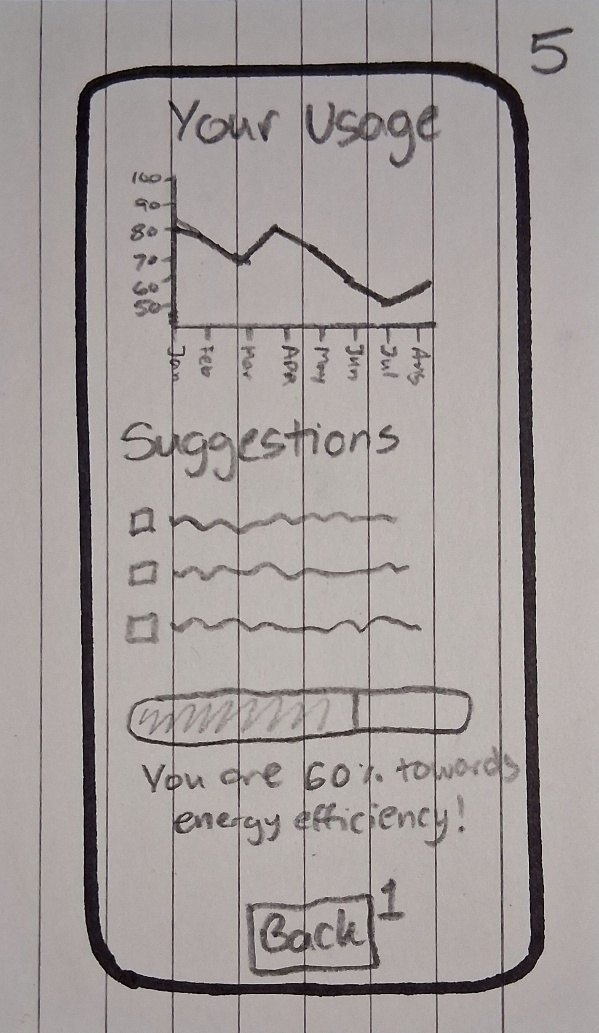 5
Your Usage
100
90
80
70
60
50
Jan Feb Mar Apr May Jun Jul Aug
Suggestions
You are 60% towards
energy efficiency!
Back 1